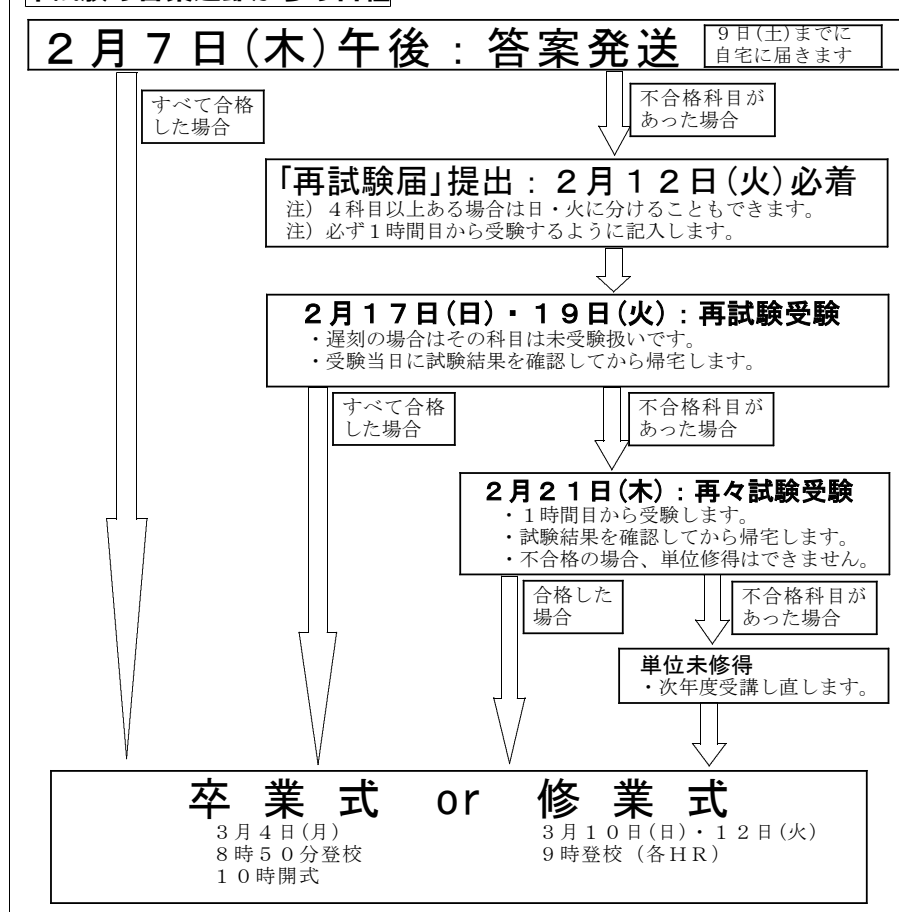 ２月７日(木)午後：答案発送
９日(土)までに
自宅に届きます
すべて合格
した場合
不合格科目が
あった場合
「再試験届」提出：２月１２日(火)必着
注）４科目以上ある場合は日・火に分けることもできます。
注）必ず１時間目から受験するように記入します。
２月１７日(日)・１９日(火)：再試験受験
・遅刻の場合はその科目は未受験扱いです。
・受験当日に試験結果を確認してから帰宅します。
すべて合格
した場合
不合格科目が
あった場合
２月２１日(木)：再々試験受験
・１時間目から受験します。
・試験結果を確認してから帰宅します。
・不合格の場合、単位修得はできません。
合格した
場合
不合格科目が
あった場合
単位未修得
・次年度受講し直します。
卒業式 or 修業式
３月４日(月)
８時５０分登校
１０時開式
３月１０日(日)・１２日(火)
９時登校（各ＨＲ）